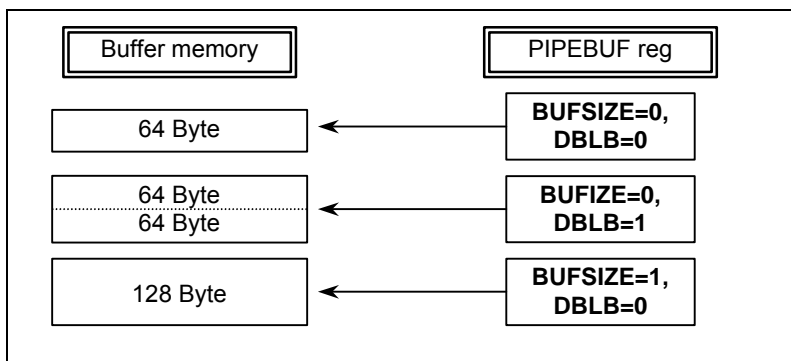 Buffer memory
PIPEBUF reg
64 Byte
BUFSIZE=0,
DBLB=0
64 Byte
64 Byte
BUFIZE=0,
DBLB=1
128 Byte
BUFSIZE=1,
DBLB=0